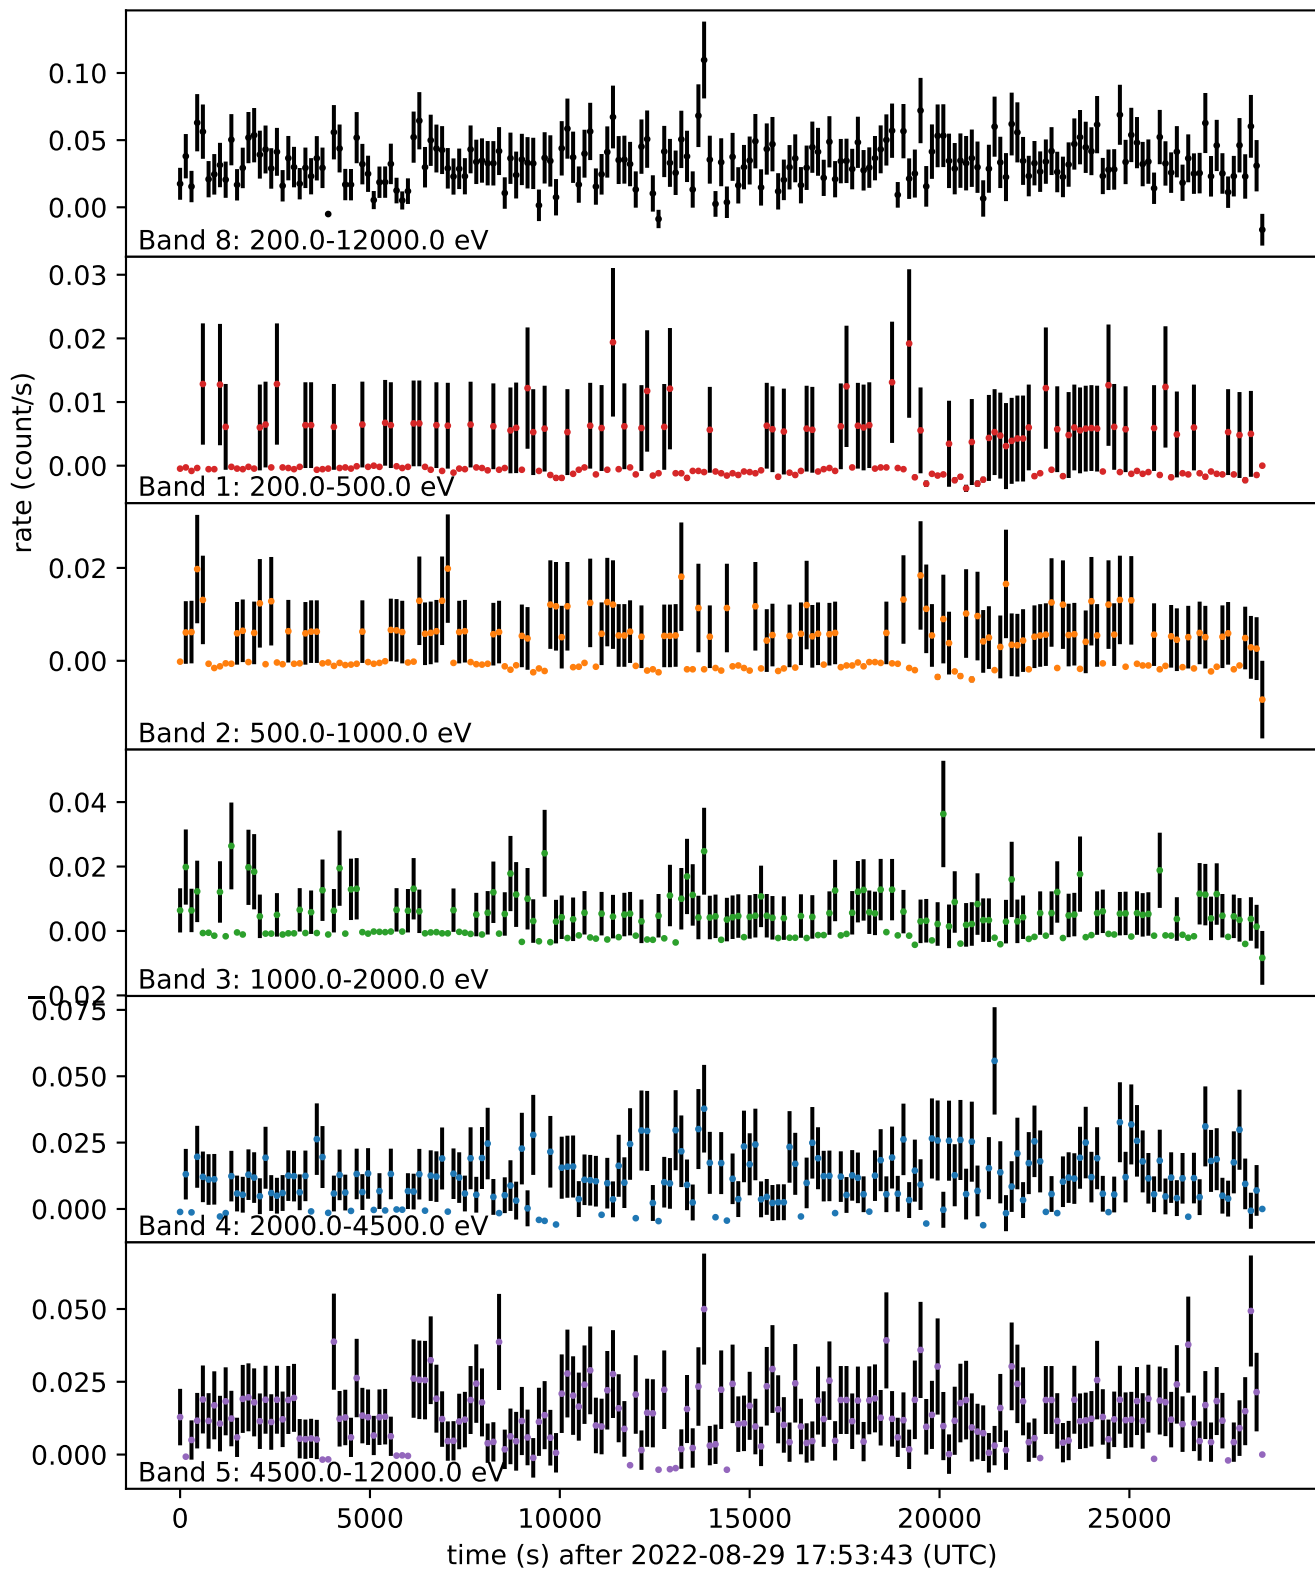 0.10
0.05
0.00
Band 8: 200.0-12000.0 eV
0.03
0.02
0.01
0.00
Band 1: 200.0-500.0 eV
rate (count/s)
0.02
0.00
Band 2: 500.0-1000.0 eV
0.04
0.02
0.00
−0.02
Band 3: 1000.0-2000.0 eV
0.075
0.050
0.025
0.000
Band 4: 2000.0-4500.0 eV
0.050
0.025
0.000
Band 5: 4500.0-12000.0 eV
0 5000 10000 15000 20000 25000
time (s) after 2022-08-29 17:53:43 (UTC)